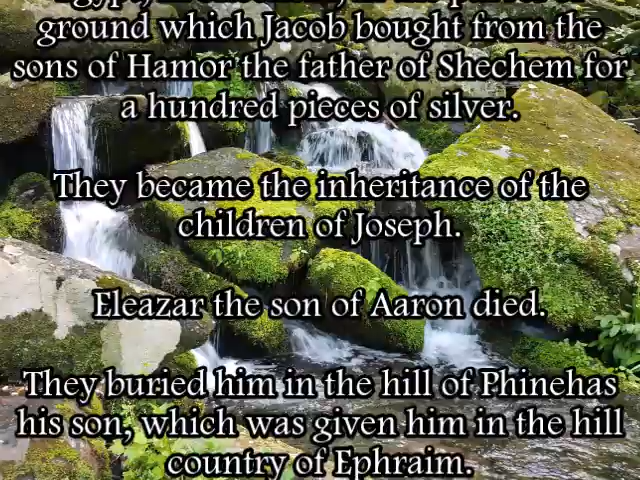 ground which Jacob bought from the
sons of Hamor the father of Shechem for
a hundred pieces of silver.
They became the inheritance of the
children of Joseph.
Eleazar the son of Aaron died.
They buried him in the hill of Phinehas
his son, which was given him in the hill
country of Ephraim.